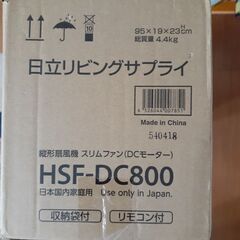 95×19×23cm
総質量 4.4kg
10
日立リビングサプライ
Made in China
540418
縦形扇風機 スリムファン(DCモーター)
HSF-DC800
日本国内家庭用 Use only in Japan.
収納袋付
リモコン付